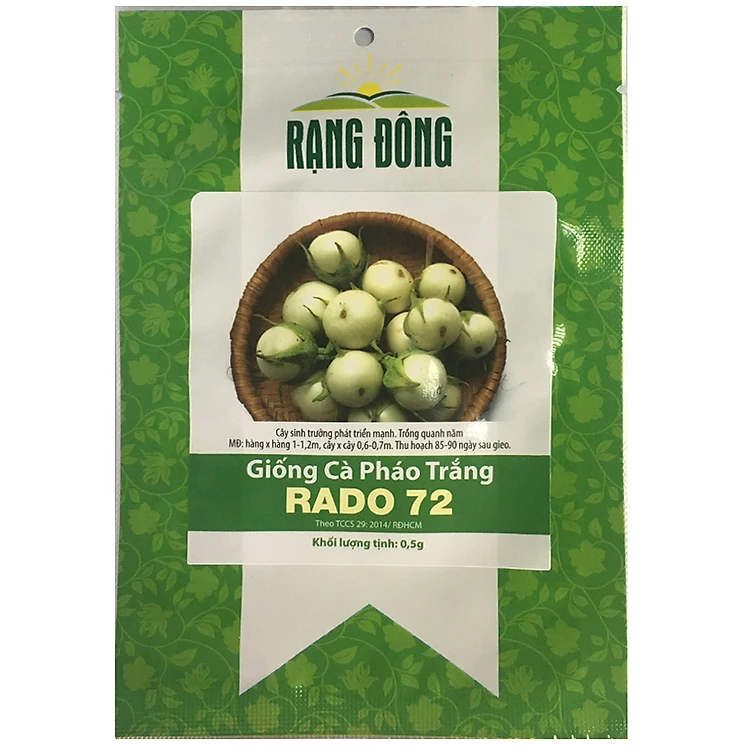 RẠNG ĐÔNG
Cây sinh trưởng phát triển mạnh. Trồng quanh năm
MĐ: hàng x hàng 1-1,2m, cây x cây 0,6-0,7m. Thu hoạch 85-90 ngày sau gieo.
Giống Cà Pháo Trắng
RADO 72
Theo TCCS 29: 2014/ RĐHCM
Khối lượng tịnh: 0,5g